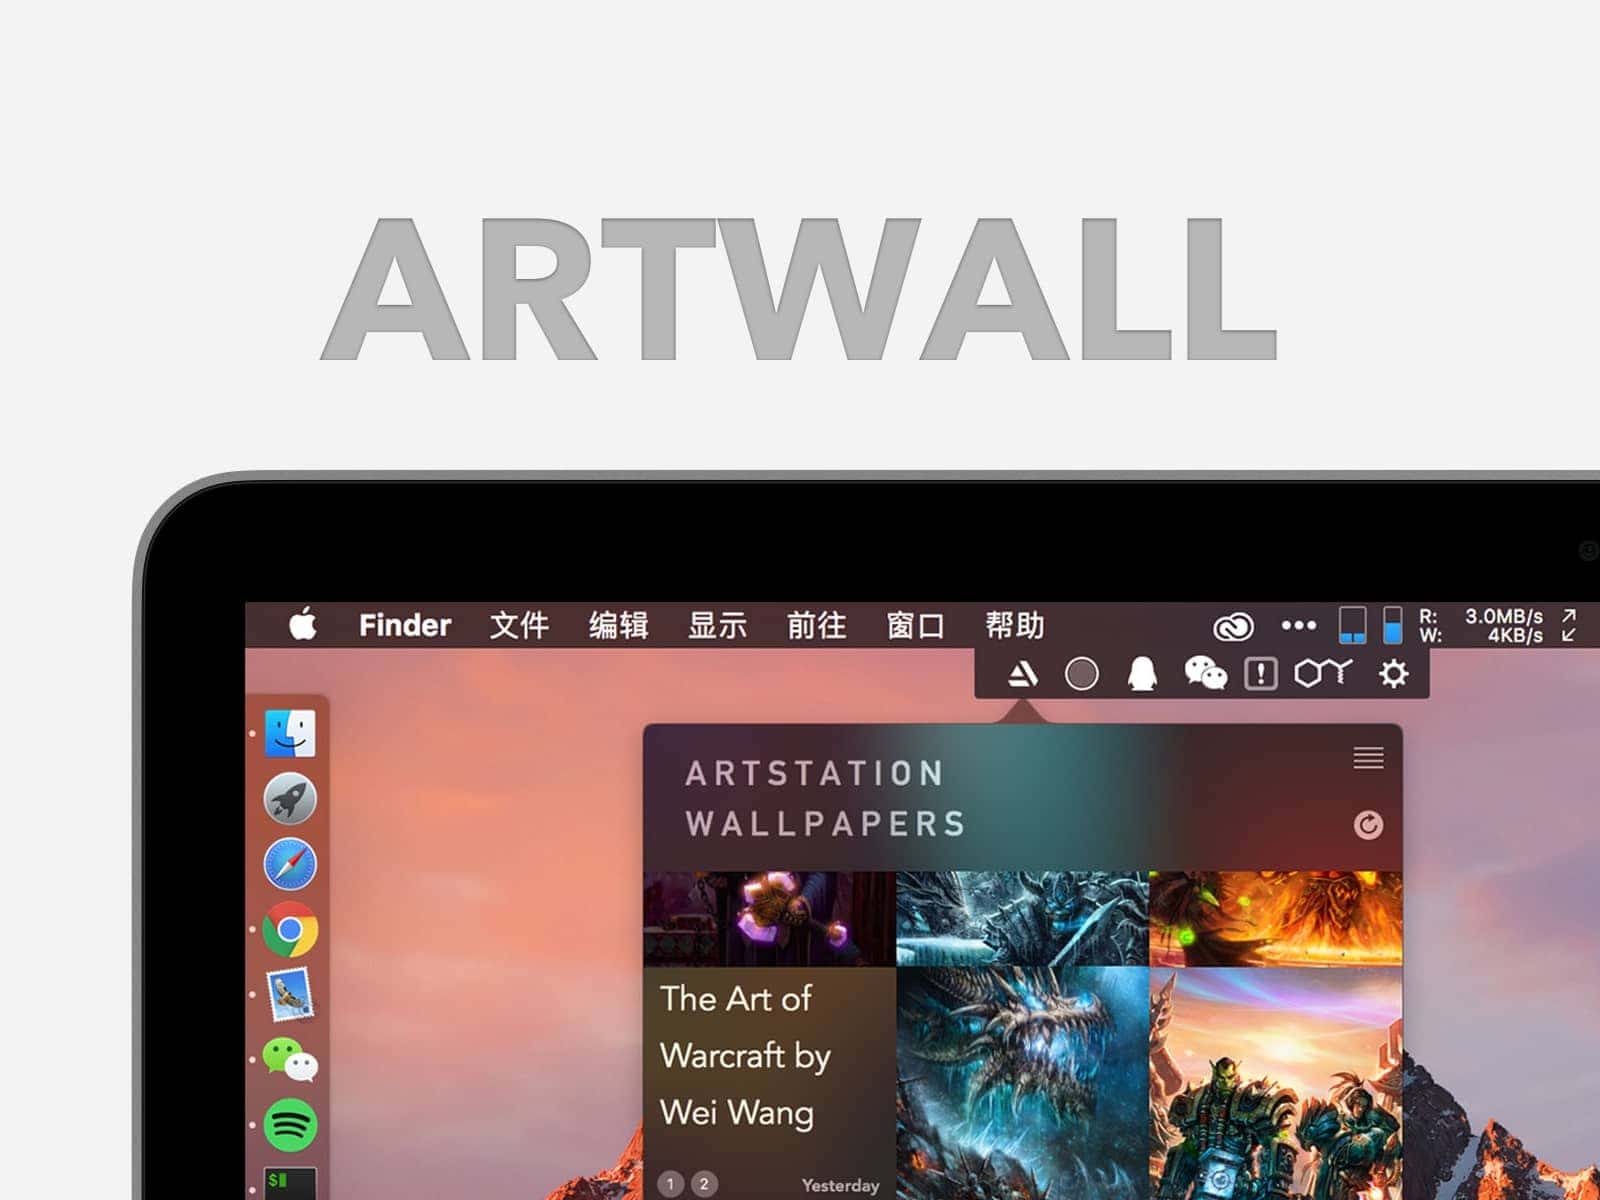 ARTWALL
Finder 文件 编辑 显示 前往 窗口 帮助
R: 3.0MB/s
W: 4KB/s
ARTSTATION
WALLPAPERS
The Art of
Warcraft by
Wei Wang
1 2 Yesterday
$